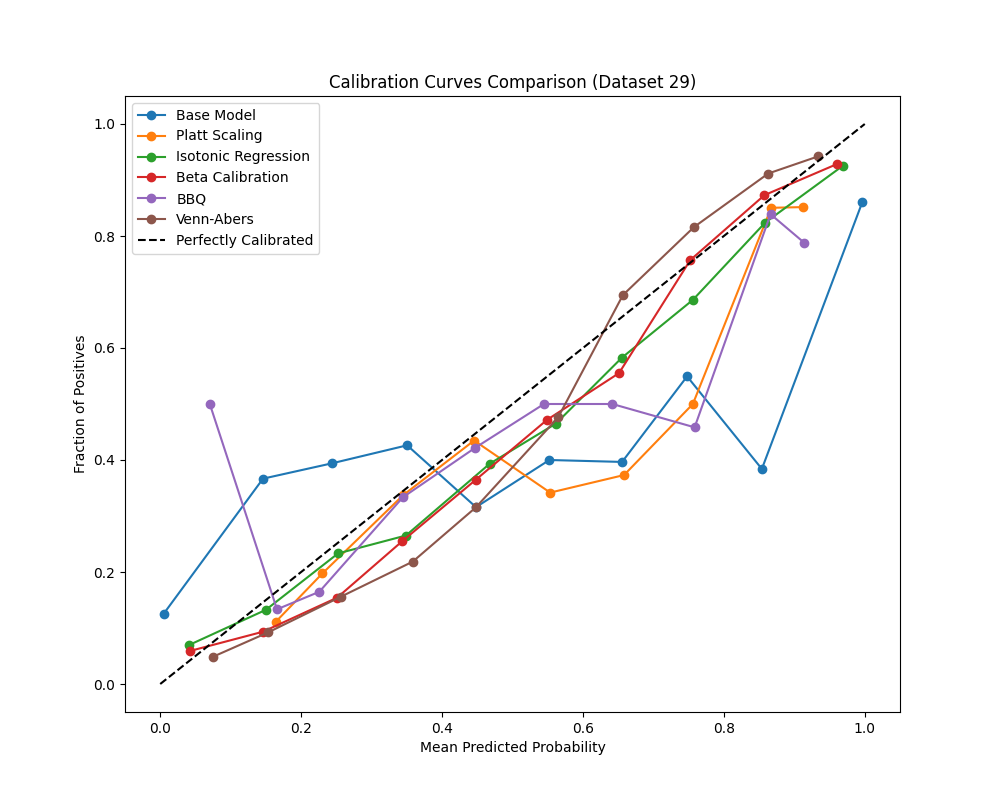 Calibration Curves Comparison (Dataset 29)
Base Model
Platt Scaling
Isotonic Regression
Beta Calibration
BBQ
Venn-Abers
Perfectly Calibrated
Fraction of Positives
1.0
0.8
0.6
0.4
0.2
0.0
0.0 0.2 0.4 0.6 0.8 1.0
Mean Predicted Probability